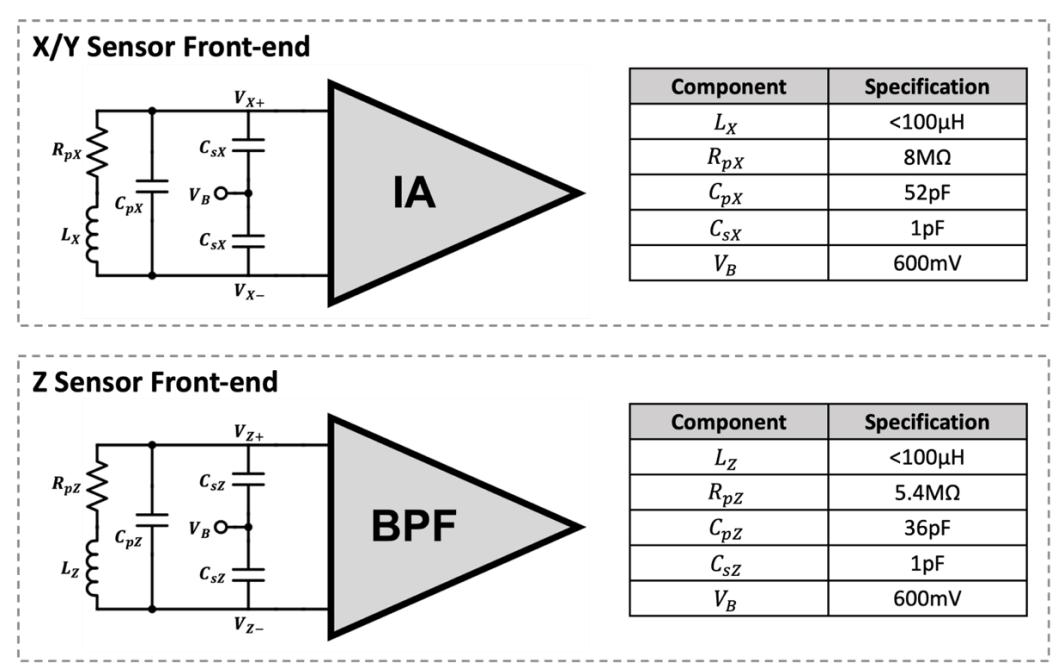 X/Y Sensor Front-end
V_{X+}
R_{pX}
C_{sX}
C_{pX}
V_B
L_X
C_{sX}
V_{X−}
IA
Component Specification
L_X <100μH
R_{pX} 8MΩ
C_{pX} 52pF
C_{sX} 1pF
V_B 600mV
Z Sensor Front-end
V_{Z+}
R_{pZ}
C_{sZ}
C_{pZ}
V_B
L_Z
C_{sZ}
V_{Z−}
BPF
Component Specification
L_Z <100μH
R_{pZ} 5.4MΩ
C_{pZ} 36pF
C_{sZ} 1pF
V_B 600mV